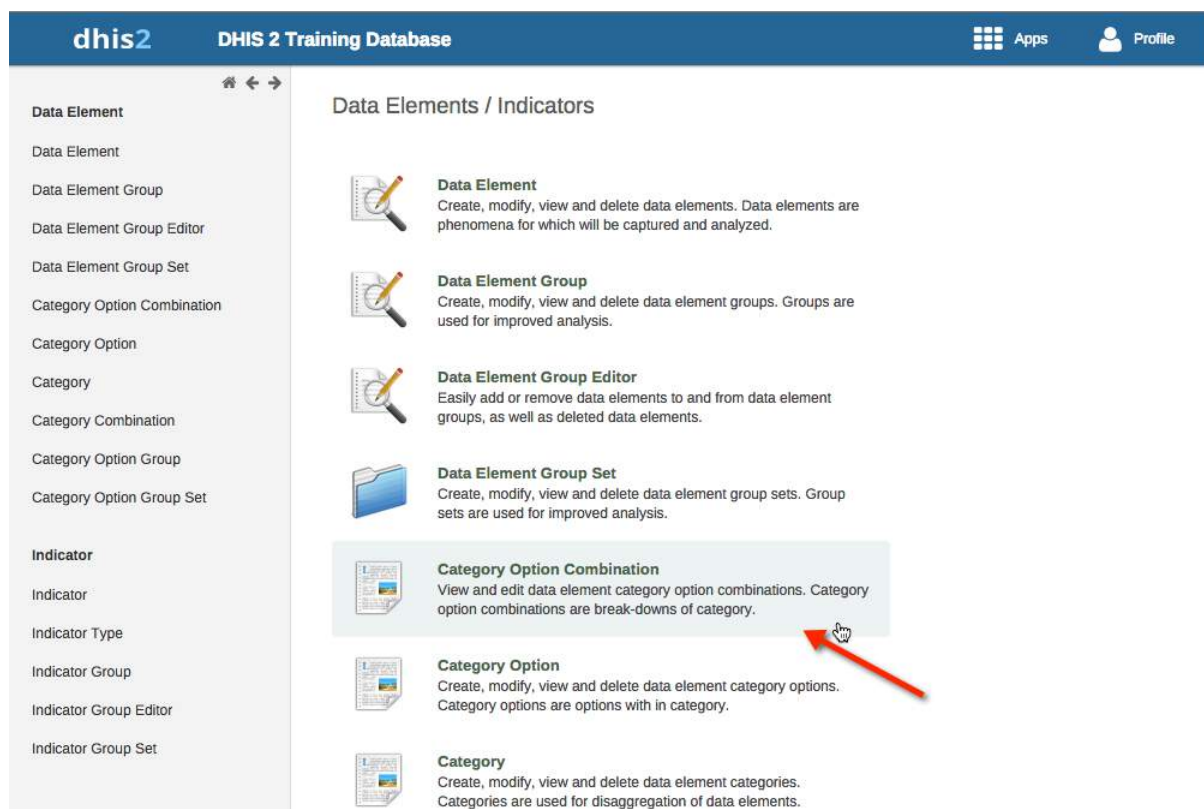 dhis2
DHIS 2 Training Database
Apps
Profile
Data Element
Data Element
Data Element Group
Data Element Group Editor
Data Element Group Set
Category Option Combination
Category Option
Category
Category Combination
Category Option Group
Category Option Group Set
Indicator
Indicator
Indicator Type
Indicator Group
Indicator Group Editor
Indicator Group Set
Data Elements / Indicators
Data Element
Create, modify, view and delete data elements. Data elements are
phenomena for which will be captured and analyzed.
Data Element Group
Create, modify, view and delete data element groups. Groups are
used for improved analysis.
Data Element Group Editor
Easily add or remove data elements to and from data element
groups, as well as deleted data elements.
Data Element Group Set
Create, modify, view and delete data element group sets. Group
sets are used for improved analysis.
Category Option Combination
View and edit data element category option combinations. Category
option combinations are break-downs of category.
Category Option
Create, modify, view and delete data element category options.
Category options are options with in category.
Category
Create, modify, view and delete data element categories.
Categories are used for disaggregation of data elements.